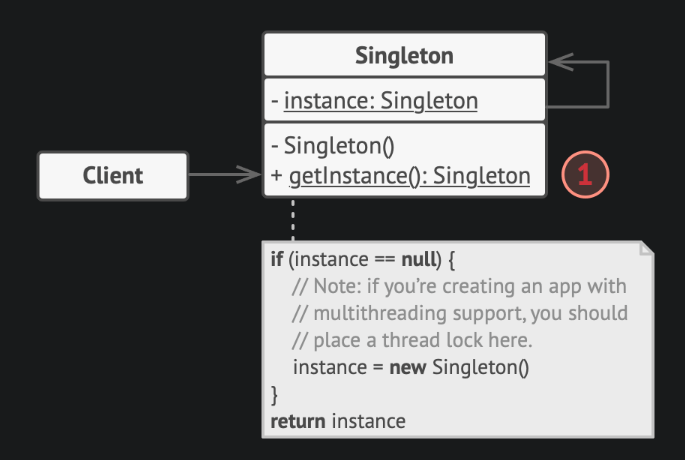 Singleton
- instance: Singleton
- Singleton()
+ getInstance(): Singleton
Client
1
if (instance == null) {
// Note: if you’re creating an app with
// multithreading support, you should
// place a thread lock here.
instance = new Singleton()
}
return instance